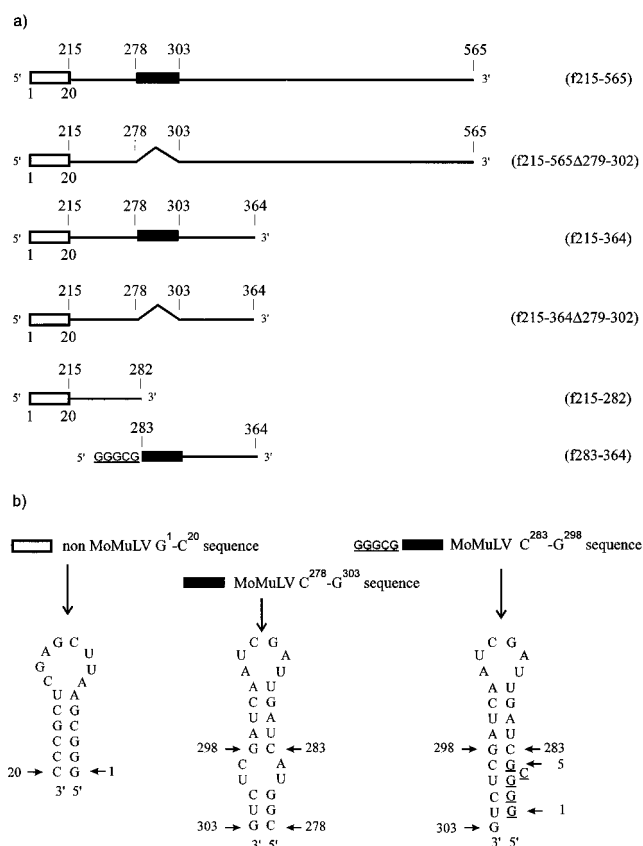 a)
215 278 303 565
5' 3' (f215-565)
1 20
215 278 303 565
5' 3' (f215-565Δ279-302)
1 20
215 278 303 364
5' 3' (f215-364)
1 20
215 278 303 364
5' 3' (f215-364Δ279-302)
1 20
215 282
5' 3' (f215-282)
1 20
283 364
5' GGGCG 3' (f283-364)
b)
non MoMuLV G1-C20 sequence
GGGCG MoMuLV C283-G298 sequence
MoMuLV C278-G303 sequence
20 1
3' 5'
298 283
303 278
3' 5'
298 283
5
1
303
3' 5'